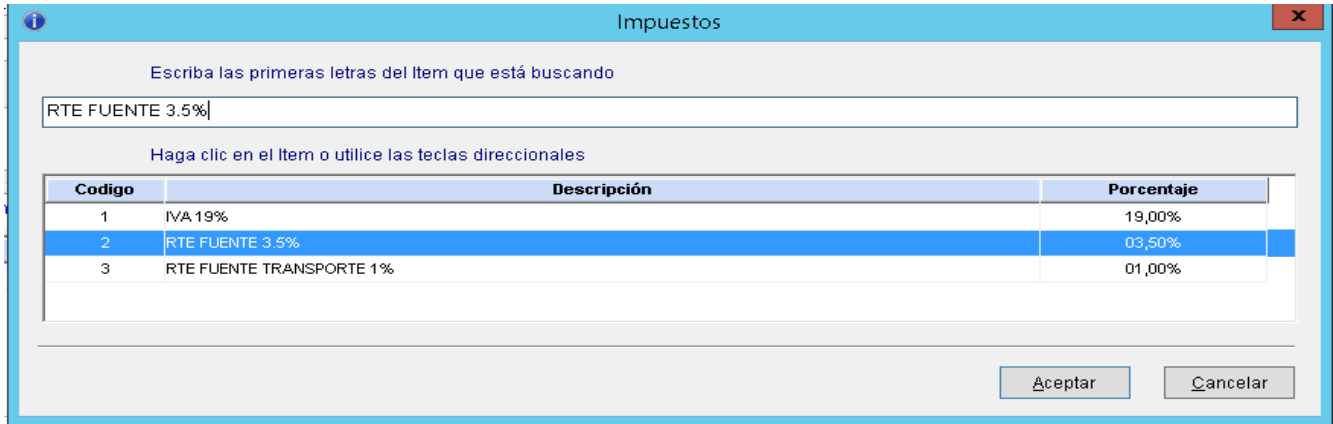 Impuestos
x
Escriba las primeras letras del Item que está buscando
RTE FUENTE 3.5%
Haga clic en el Item o utilice las teclas direccionales
Codigo Descripción Porcentaje
1 IVA 19% 19,00%
2 RTE FUENTE 3.5% 03,50%
3 RTE FUENTE TRANSPORTE 1% 01,00%
Aceptar Cancelar